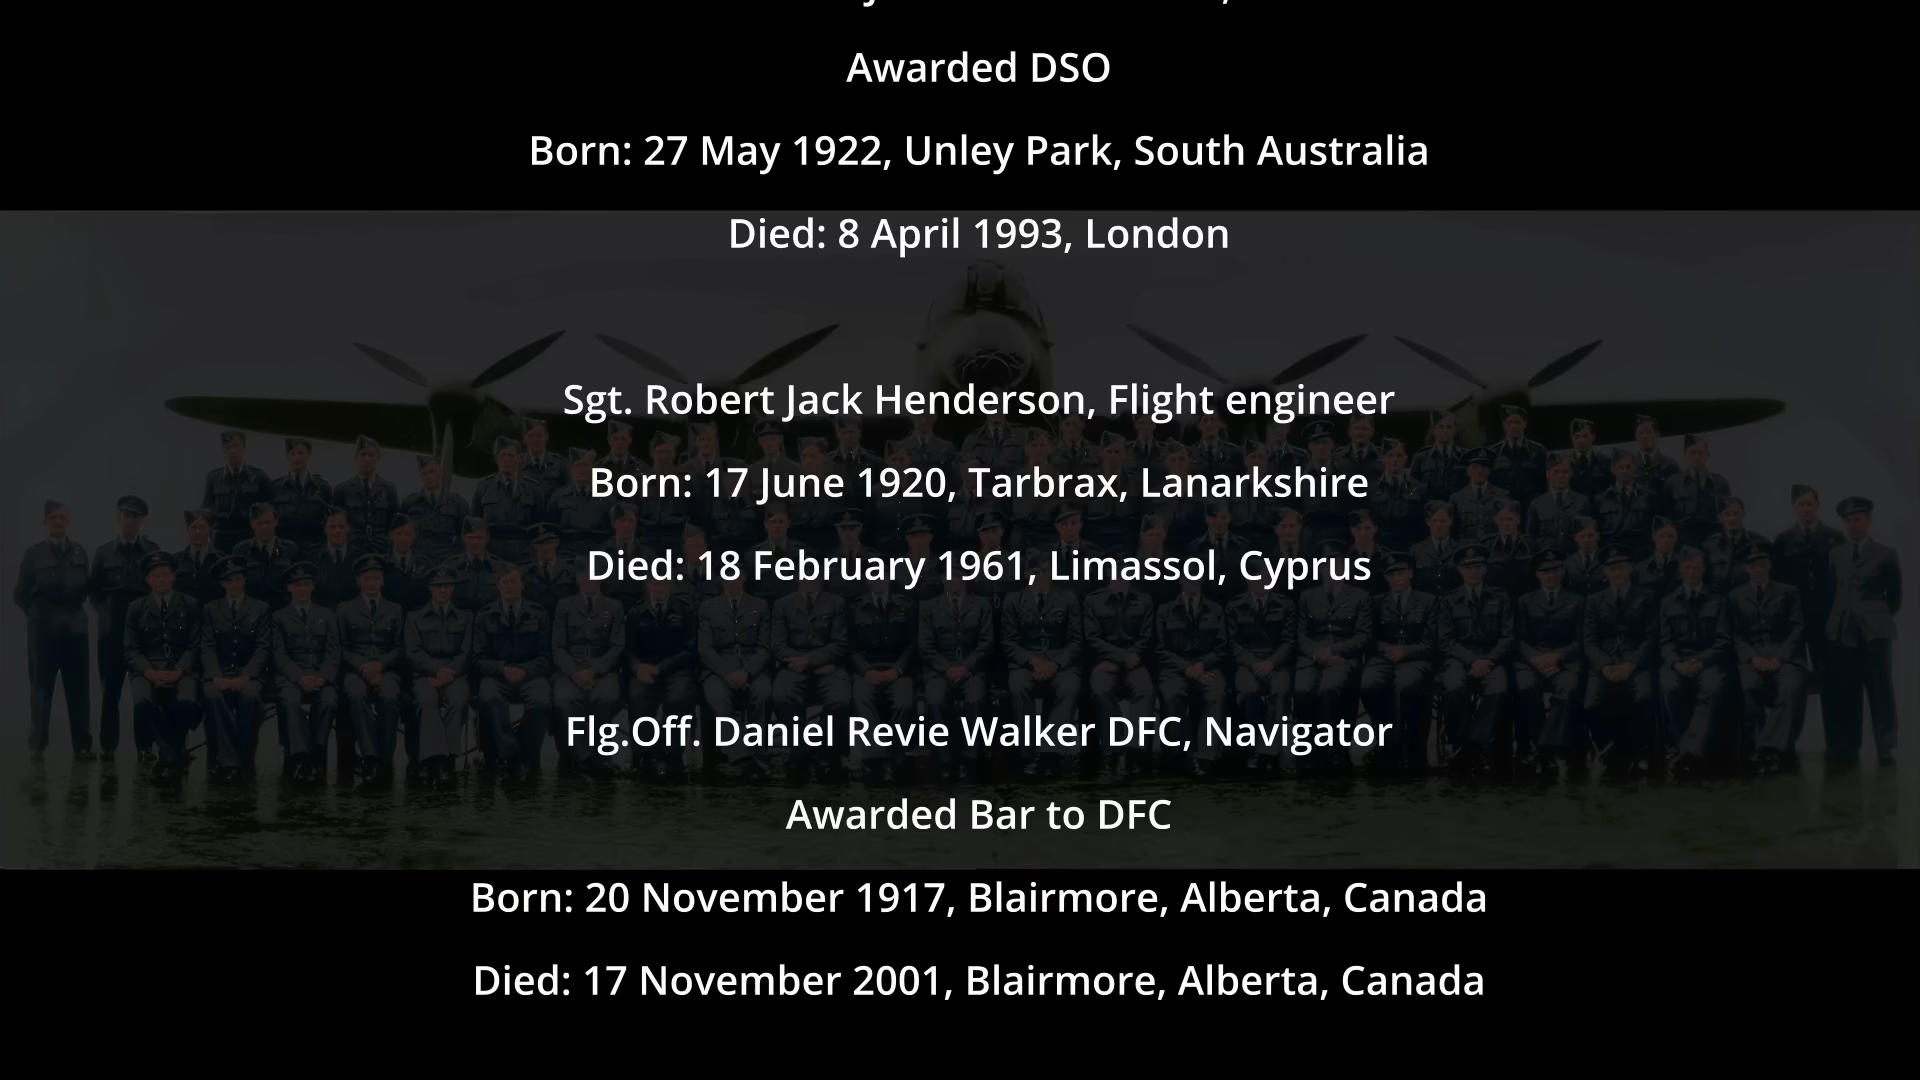 Awarded DSO
Born: 27 May 1922, Unley Park, South Australia
Died: 8 April 1993, London
Sgt. Robert Jack Henderson, Flight engineer
Born: 17 June 1920, Tarbrax, Lanarkshire
Died: 18 February 1961, Limassol, Cyprus
Flg.Off. Daniel Revie Walker DFC, Navigator
Awarded Bar to DFC
Born: 20 November 1917, Blairmore, Alberta, Canada
Died: 17 November 2001, Blairmore, Alberta, Canada